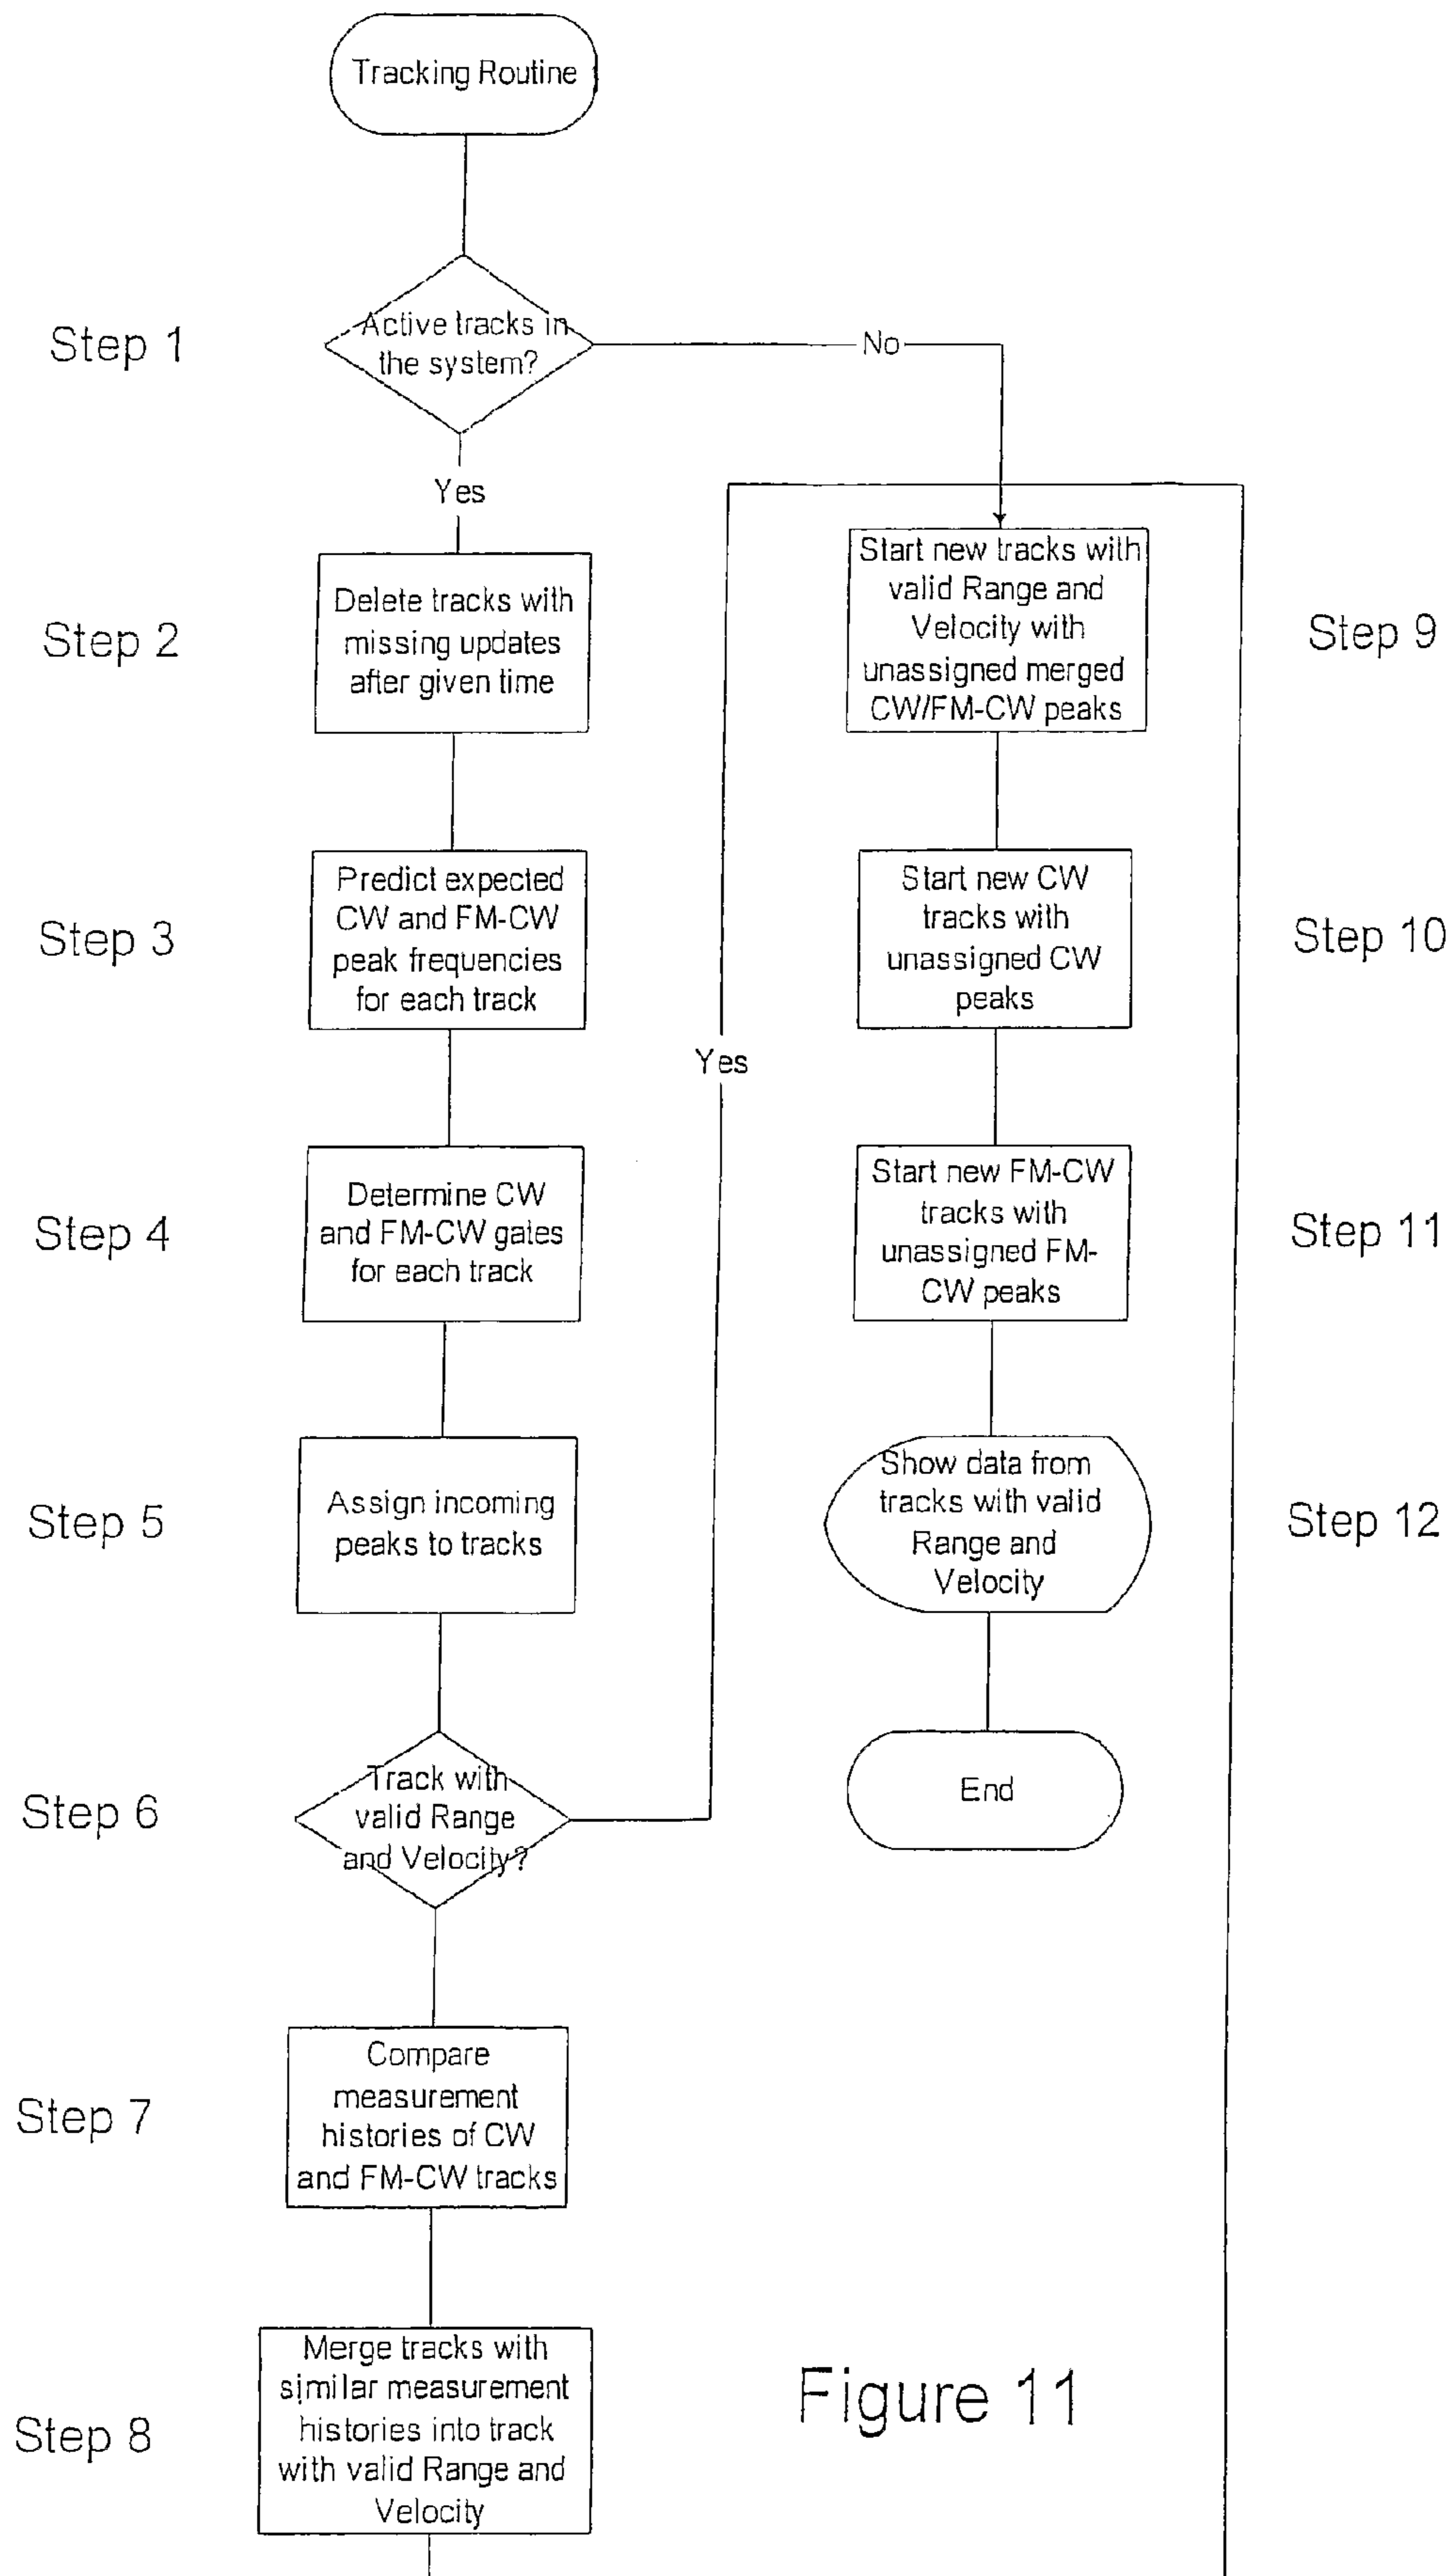 Tracking Routine
Step 1
Active tracks in
the system?
No
Yes
Step 2
Delete tracks with
missing updates
after given time
Step 3
Predict expected
CW and FM-CW
peak frequencies
for each track
Step 4
Determine CW
and FM-CW gates
for each track
Step 5
Assign incoming
peaks to tracks
Step 6
Track with
valid Range
and Velocity?
Yes
Step 7
Compare
measurement
histories of CW
and FM-CW tracks
Step 8
Merge tracks with
similar measurement
histories into track
with valid Range and
Velocity
Start new tracks with
valid Range and
Velocity with
unassigned merged
CW/FM-CW peaks
Step 9
Start new CW
tracks with
unassigned CW
peaks
Step 10
Start new FM-CW
tracks with
unassigned FM-
CW peaks
Step 11
Show data from
tracks with valid
Range and
Velocity
Step 12
End
Figure 11